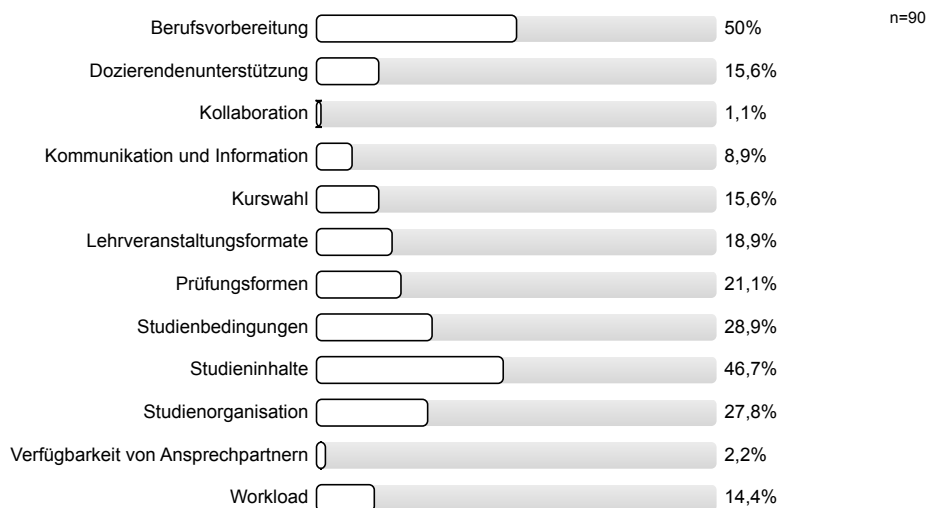 n=90
Berufsvorbereitung 50%
Dozierendenunterstützung 15,6%
Kollaboration 1,1%
Kommunikation und Information 8,9%
Kurswahl 15,6%
Lehrveranstaltungsformate 18,9%
Prüfungsformen 21,1%
Studienbedingungen 28,9%
Studieninhalte 46,7%
Studienorganisation 27,8%
Verfügbarkeit von Ansprechpartnern 2,2%
Workload 14,4%